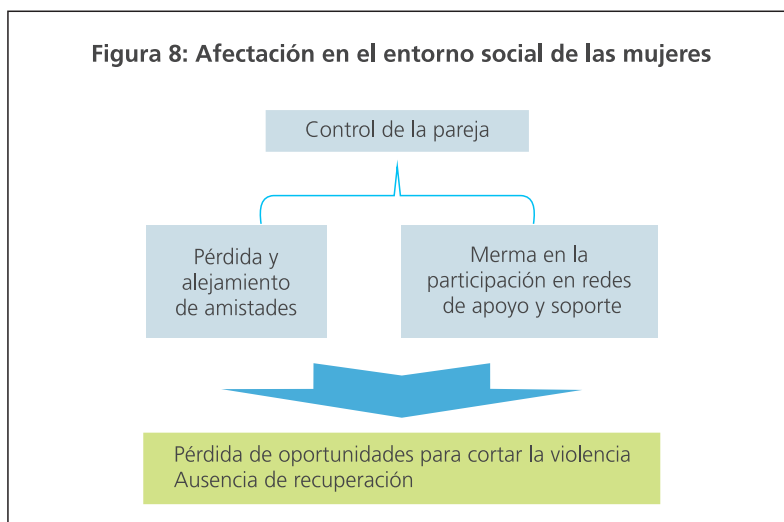 Figura 8: Afectación en el entorno social de las mujeres
Control de la pareja
Pérdida y
alejamiento
de amistades
Merma en la
participación en redes
de apoyo y soporte
Pérdida de oportunidades para cortar la violencia
Ausencia de recuperación